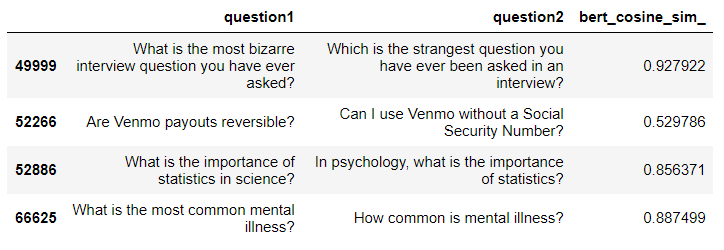 question1 question2 bert_cosine_sim_
49999 What is the most bizarre interview question you have ever asked? Which is the strangest question you have ever been asked in an interview? 0.927922
52266 Are Venmo payouts reversible? Can I use Venmo without a Social Security Number? 0.529786
52886 What is the importance of statistics in science? In psychology, what is the importance of statistics? 0.856371
66625 What is the most common mental illness? How common is mental illness? 0.887499